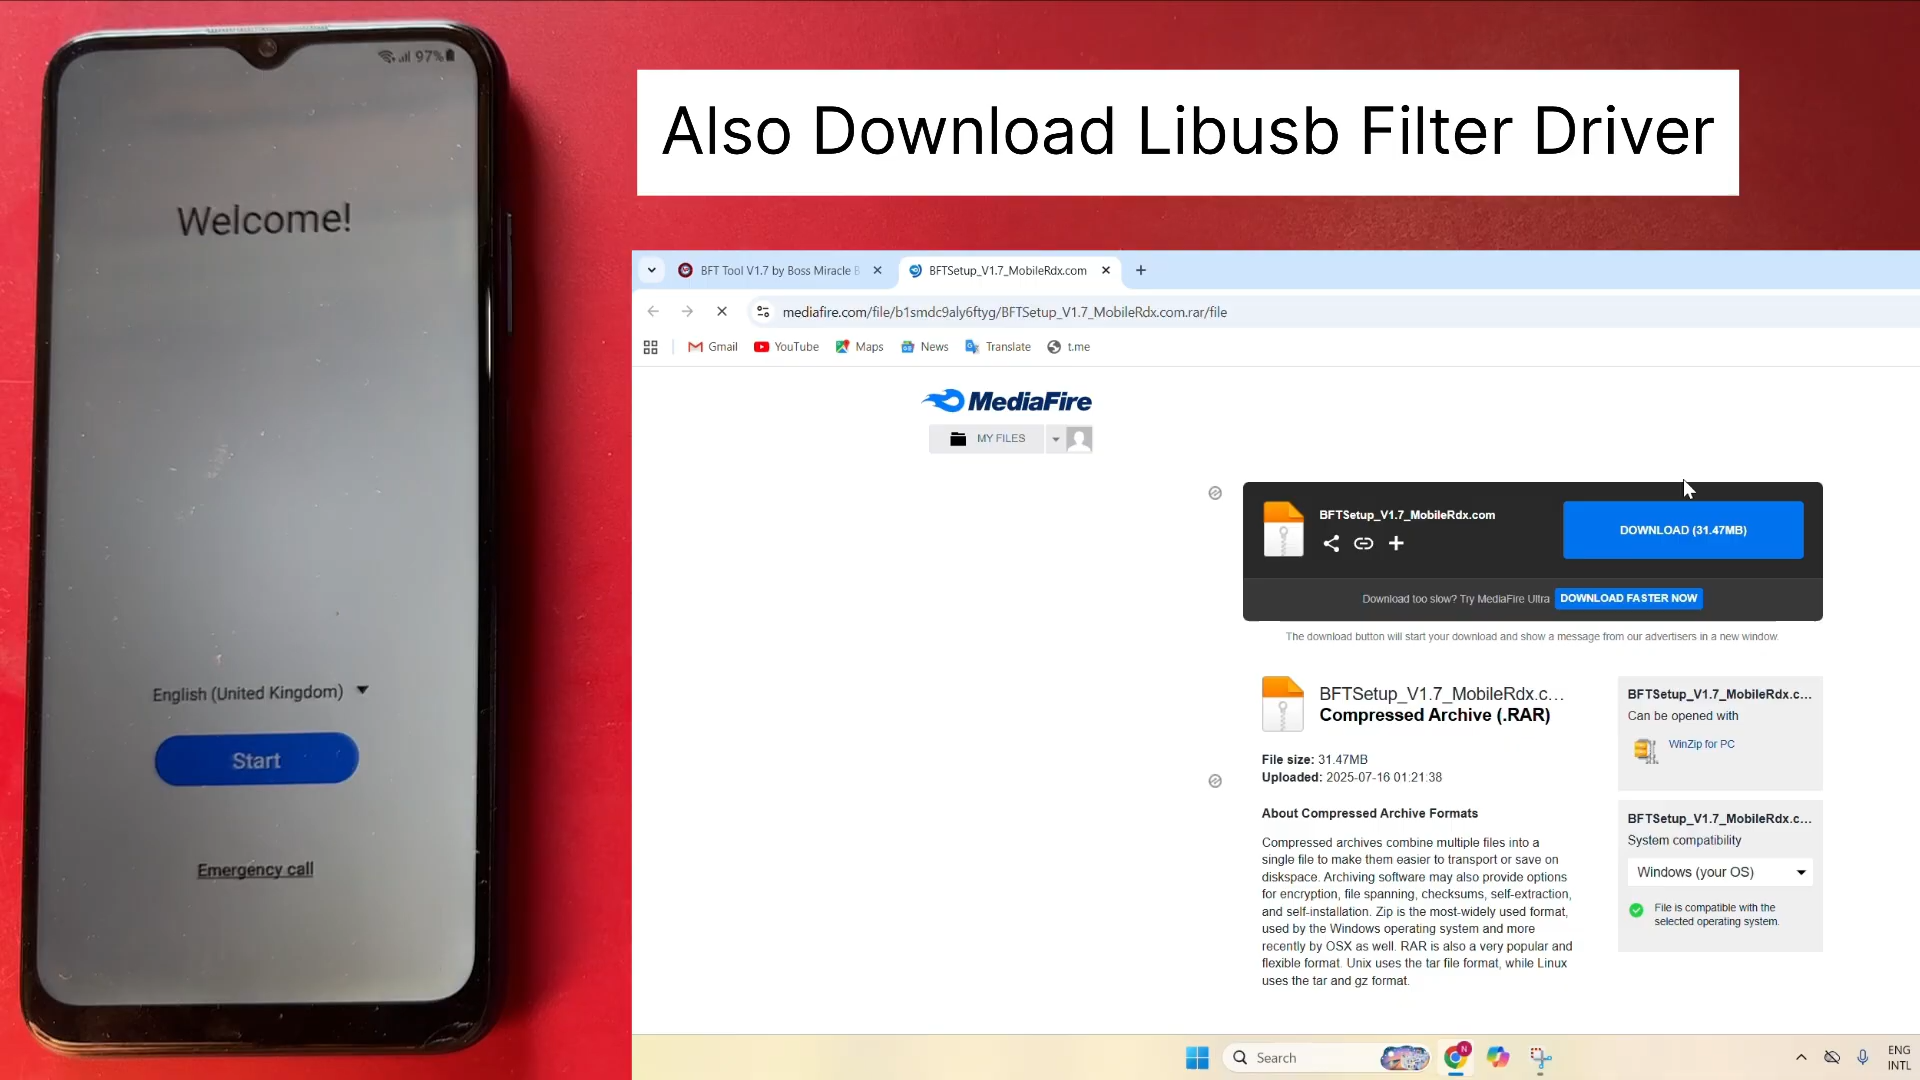 97%
Welcome!
English (United Kingdom)
Start
Emergency call
Also Download Libusb Filter Driver
BFT Tool V1.7 by Boss Miracle B
BFTSetup_V1.7_MobileRdx.com
mediafire.com/file/b1smdc9aly6ftyg/BFTSetup_V1.7_MobileRdx.com.rar/file
Gmail YouTube Maps News Translate t.me
MediaFire
MY FILES
BFTSetup_V1.7_MobileRdx.com
DOWNLOAD (31.47MB)
Download too slow? Try MediaFire Ultra DOWNLOAD FASTER NOW
The download button will start your download and show a message from our advertisers in a new window.
BFTSetup_V1.7_MobileRdx.c...
Compressed Archive (.RAR)
File size: 31.47MB
Uploaded: 2025-07-16 01:21:38
About Compressed Archive Formats
Compressed archives combine multiple files into a
single file to make them easier to transport or save on
diskspace. Archiving software may also provide options
for encryption, file spanning, checksums, self-extraction,
and self-installation. Zip is the most-widely used format,
used by the Windows operating system and more
recently by OSX as well. RAR is also a very popular and
flexible format. Unix uses the tar file format, while Linux
uses the tar and gz format.
BFTSetup_V1.7_MobileRdx.c...
Can be opened with
WinZip for PC
BFTSetup_V1.7_MobileRdx.c...
System compatibility
Windows (your OS)
File is compatible with the
selected operating system.
Search
N
ENG
INTL